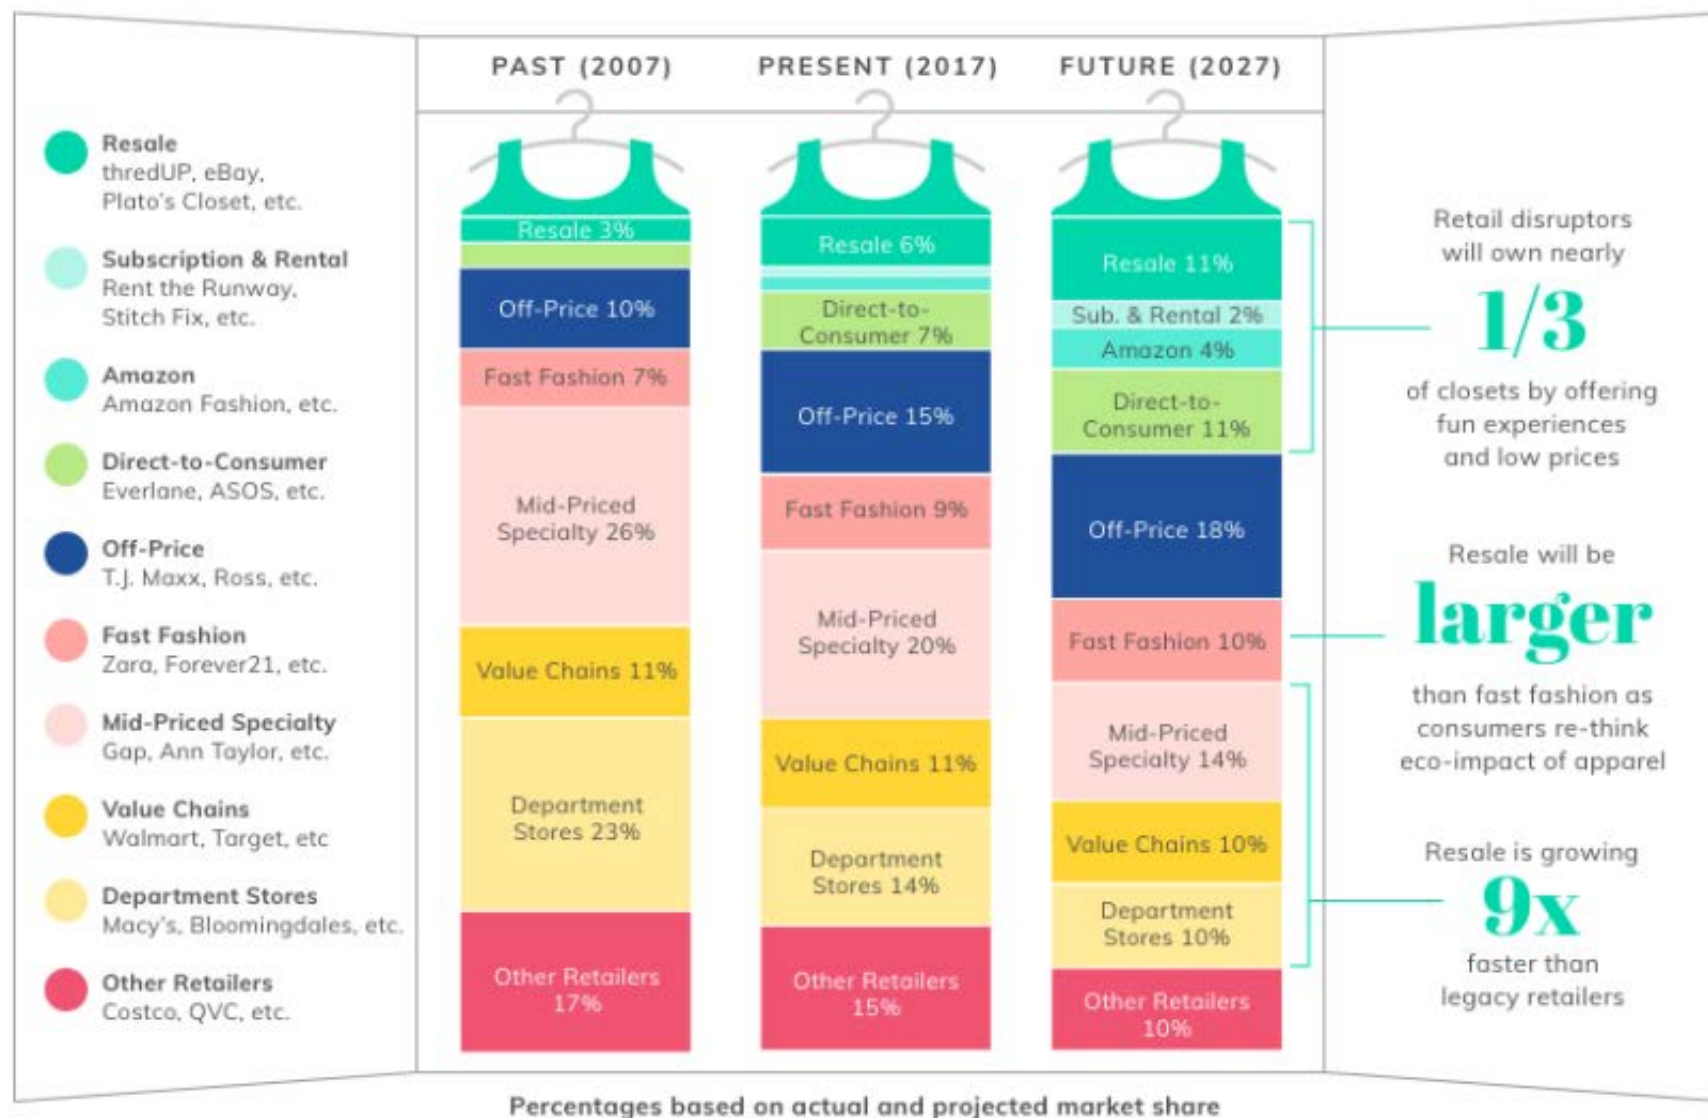 PAST (2007)
PRESENT (2017)
FUTURE (2027)
Resale
thredUP, eBay,
Plato's Closet, etc.
Subscription & Rental
Rent the Runway,
Stitch Fix, etc.
Amazon
Amazon Fashion, etc.
Direct-to-Consumer
Everlane, ASOS, etc.
Off-Price
T.J. Maxx, Ross, etc.
Fast Fashion
Zara, Forever21, etc.
Mid-Priced Specialty
Gap, Ann Taylor, etc.
Value Chains
Walmart, Target, etc
Department Stores
Macy's, Bloomingdales, etc.
Other Retailers
Costco, QVC, etc.
Resale 3%
Off-Price 10%
Fast Fashion 7%
Mid-Priced
Specialty 26%
Value Chains 11%
Department
Stores 23%
Other Retailers
17%
Resale 6%
Direct-to-
Consumer 7%
Off-Price 15%
Fast Fashion 9%
Mid-Priced
Specialty 20%
Value Chains 11%
Department
Stores 14%
Other Retailers
15%
Resale 11%
Sub. & Rental 2%
Amazon 4%
Direct-to-
Consumer 11%
Off-Price 18%
Fast Fashion 10%
Mid-Priced
Specialty 14%
Value Chains 10%
Department
Stores 10%
Other Retailers
10%
Retail disruptors
will own nearly
1/3
of closets by offering
fun experiences
and low prices
Resale will be
larger
than fast fashion as
consumers re-think
eco-impact of apparel
Resale is growing
9x
faster than
legacy retailers
Percentages based on actual and projected market share